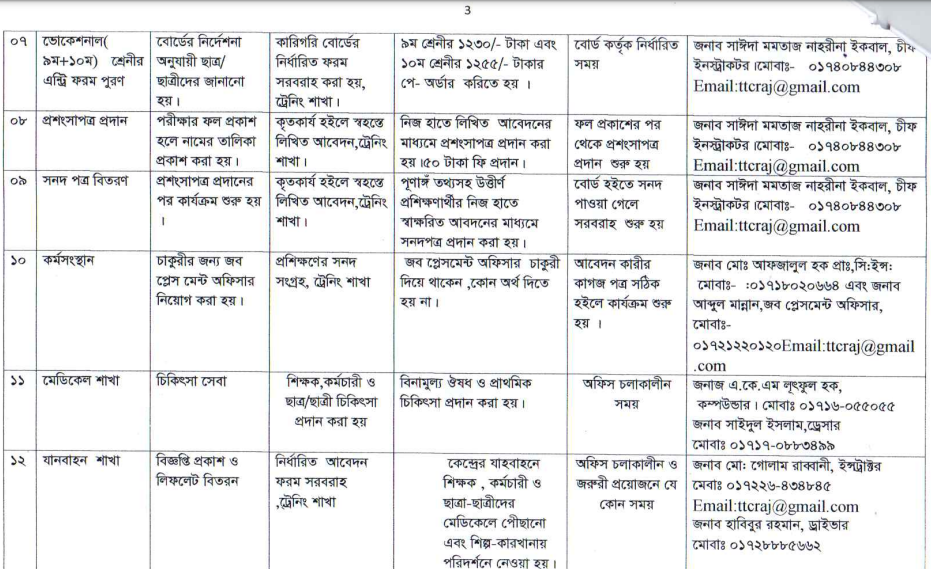 3
০৭
ভোকেশনাল(
৯ম+১০ম) শ্রেনীর
এন্ট্রি ফরম পুরণ
বোর্ডের নির্দেশনা
অনুযায়ী ছাত্র/
ছাত্রীদের জানানো
হয়।
কারিগরি বোর্ডের
নির্ধারিত ফরম
সরবরাহ করা হয়,
ট্রেনিং শাখা।
৯ম শ্রেনীর ১২৩০/- টাকা এবং
১০ম শ্রেনীর ১২৫৫/- টাকার
পে- অর্ডার করিতে হয় ।
বোর্ড কর্তৃক নির্ধারিত
সময়
জনাব সাঈদা মমতাজ নাহরীনা ইকবাল, চীফ
ইনস্ট্রাকটর।মোবাঃ- ০১৭৪০৮৪৪৩০৮
Email:ttcraj@gmail.com
০৮
প্রশংসাপত্র প্রদান
পরীক্ষার ফল প্রকাশ
হলে নামের তালিকা
প্রকাশ করা হয়।
কৃতকার্য হইলে স্বহস্তে
লিখিত আবেদন,ট্রেনিং
শাখা।
নিজ হাতে লিখিত আবেদনের
মাধ্যমে প্রশংসাপত্র প্রদান করা
হয়।৫০ টাকা ফি প্রদান।
ফল প্রকাশের পর
থেকে প্রশংসাপত্র
প্রদান শুরু হয়
জনাব সাঈদা মমতাজ নাহরীনা ইকবাল, চীফ
ইনস্ট্রাকটর।মোবাঃ- ০১৭৪০৮৪৪৩০৮
Email:ttcraj@gmail.com
০৯
সনদ পত্র বিতরণ
প্রশংসাপত্র প্রদানের
পর কার্যক্রম শুরু হয়
।
কৃতকার্য হইলে স্বহস্তে
লিখিত আবেদন,ট্রেনিং
শাখা।
পূণাঙ্গ তথ্যসহ উত্তীর্ণ
প্রশিক্ষণার্থীর নিজ হাতে
স্বাক্ষরিত আবদনের মাধ্যমে
সনদপত্র প্রদান করা হয়।
বোর্ড হইতে সনদ
পাওয়া গেলে
সরবরাহ শুরু হয়
জনাব সাঈদা মমতাজ নাহরীনা ইকবাল, চীফ
ইনস্ট্রাকটর।মোবাঃ- ০১৭৪০৮৪৪৩০৮
Email:ttcraj@gmail.com
১০
কর্মসংস্থান
চাকুরীর জন্য জব
প্লেস মেন্ট অফিসার
নিয়োগ করা হয়।
প্রশিক্ষণের সনদ
সংগ্রহ, ট্রেনিং শাখা
জব প্লেসমেন্ট অফিসার চাকুরী
দিয়ে থাকেন ,কোন অর্থ দিতে
হয় না।
আবেদন কারীর
কাগজ পত্র সঠিক
হইলে কার্যক্রম শুরু
হয় ।
জনাব মোঃ আফজালুল হক প্রাঃ,সি:ইন্স:
মোবাঃ- :০১৭১৮০২০৬৬৪ এবং জনাব
আব্দুল মান্নান,জব প্লেসমেন্ট অফিসার,
মোবাঃ-
০১৭২১২২০১২০Email:ttcraj@gmail
.com
১১
মেডিকেল শাখা
চিকিৎসা সেবা
শিক্ষক,কর্মচারী ও
ছাত্র/ছাত্রী চিকিৎসা
প্রদান করা হয়
বিনামুল্য ঔষধ ও প্রাথমিক
চিকিৎসা প্রদান করা হয়।
অফিস চলাকালীন
সময়
জনাজ এ.কে.এম লুৎফুল হক,
কম্পউন্ডার। মোবাঃ ০১৭১৬-০৫৫০৫৫
জনাব সাইদুল ইসলাম,ড্রেসার
মোবাঃ ০১৭১৭-০৮৮৩৪৯৯
১২
যানবাহন শাখা
বিজ্ঞপ্তি প্রকাশ ও
লিফলেট বিতরন
নির্ধারিত আবেদন
ফরম সরবরাহ
,ট্রেনিং শাখা
কেন্দ্রের যাহবাহনে
শিক্ষক , কর্মচারী ও
ছাত্রা-ছাত্রীদের
মেডিকেলে পৌছানো
এবং শিল্প-কারখানায়
পরিদর্শনে নেওয়া হয়।
অফিস চলাকালীন ও
জরুরী প্রয়োজনে যে
কোন সময়
জনাব মো: গোলাম রাব্বানী, ইন্সট্রাক্টর
মোবাঃ ০১৭২২৬-৪৩৪৮৪৫
Email:ttcraj@gmail.com
জনাব হাবিবুর রহমান, ড্রাইভার
মোবাঃ ০১৭২৮৮৮৫৬৬২